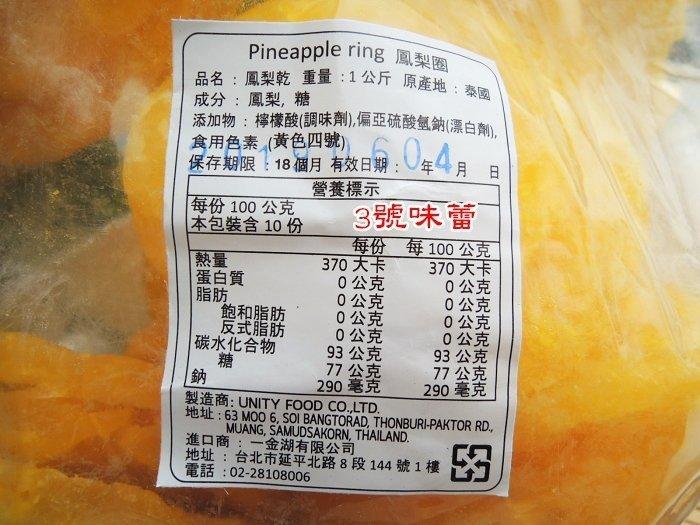 Pineapple ring 鳳梨圈
品名：鳳梨乾 重量：1公斤 原產地：泰國
成分：鳳梨, 糖
添加物：檸檬酸(調味劑),偏亞硫酸氫鈉(漂白劑),
食用色素 (黃色四號)
20190604
保存期限：18個月 有效日期： 年 月 日
營養標示
每份 100 公克
本包裝含 10 份
3號味蕾
每份 每 100 公克
熱量 370 大卡 370 大卡
蛋白質 0 公克 0 公克
脂肪 0 公克 0 公克
飽和脂肪 0 公克 0 公克
反式脂肪 0 公克 0 公克
碳水化合物 93 公克 93 公克
糖 77 公克 77 公克
鈉 290 毫克 290 毫克
製造商: UNITY FOOD CO.,LTD.
地址: 63 MOO 6, SOI BANGTORAD, THONBURI-PAKTOR RD.,
MUANG, SAMUDSAKORN, THAILAND.
進口商： 一金湖有限公司
地址： 台北市延平北路 8 段 144 號 1 樓
電話：02-28108006